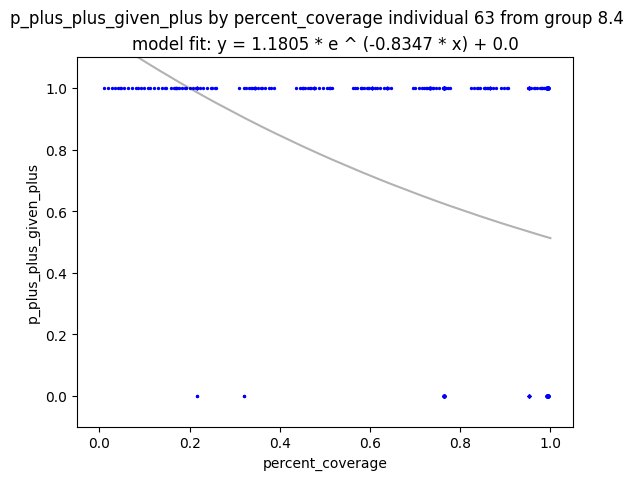 p_plus_plus_given_plus by percent_coverage individual 63 from group 8.4
model fit: y = 1.1805 * e ^ (-0.8347 * x) + 0.0
1.0
0.8
0.6
0.4
0.2
0.0
p_plus_plus_given_plus
0.0 0.2 0.4 0.6 0.8 1.0
percent_coverage